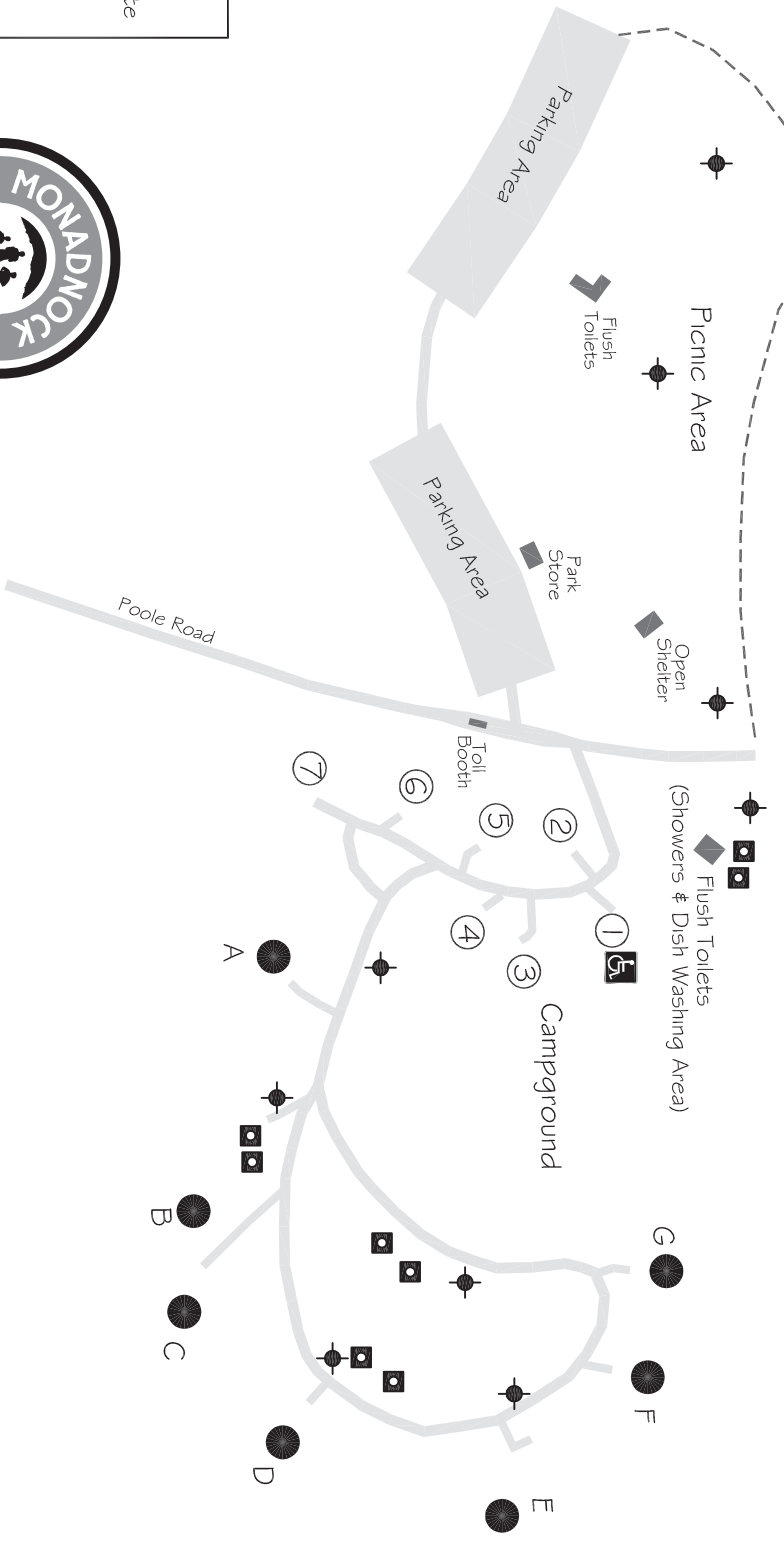 te
MONADNOCK
Parking Area
Flush
Toilets
Picnic Area
Parking Area
Park
Store
Open
Shelter
Poole Road
Toll
Booth
7
6
5
2
4
3
1
Flush Toilets
(Showers & Dish Washing Area)
Campground
A
B
C
D
E
F
G